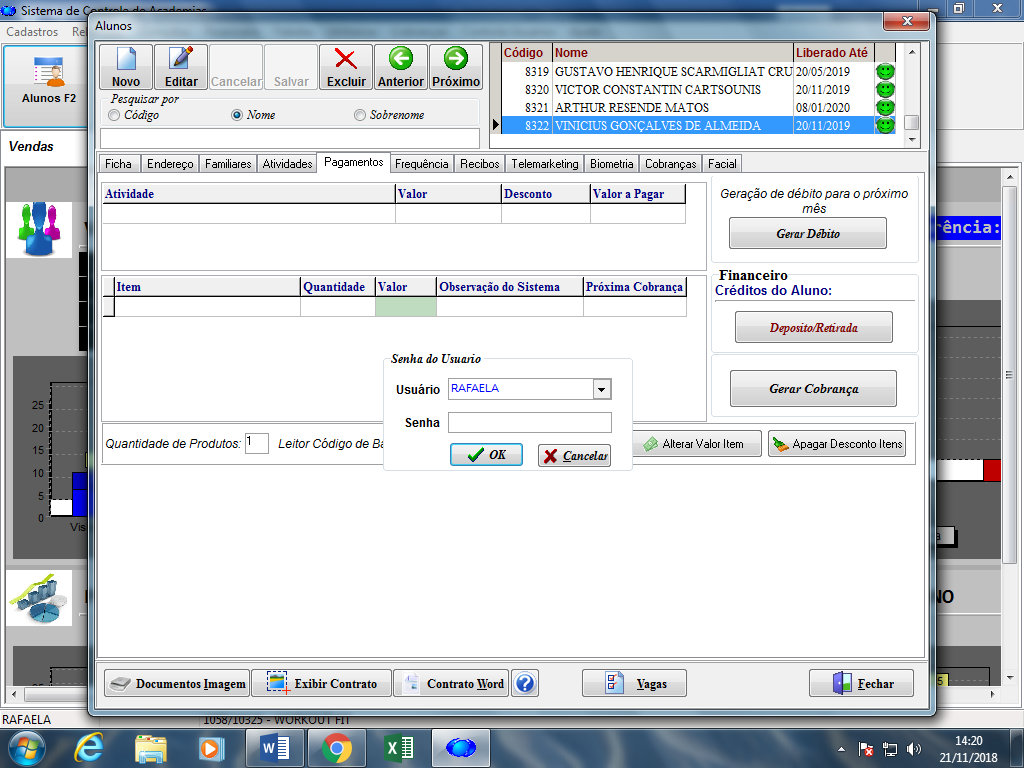 Sistema de Controle de Academias
Cadastros
Alunos F2
Vendas
Alunos
Novo
Editar
Cancelar
Salvar
Excluir
Anterior
Próximo
Pesquisar por
Código
Nome
Sobrenome
Código Nome Liberado Até
8319 GUSTAVO HENRIQUE SCARMIGLIAT CRU 20/05/2019
8320 VICTOR CONSTANTIN CARTSOUNIS 20/11/2019
8321 ARTHUR RESENDE MATOS 08/01/2020
8322 VINICIUS GONÇALVES DE ALMEIDA 20/11/2019
Ficha Endereço Familiares Atividades Pagamentos Frequência Recibos Telemarketing Biometria Cobranças Facial
Atividade Valor Desconto Valor a Pagar
Geração de débito para o próximo
mês
Gerar Débito
rência:
Item Quantidade Valor Observação do Sistema Próxima Cobrança
Financeiro
Créditos do Aluno:
Deposito/Retirada
Gerar Cobrança
Senha do Usuario
Usuário RAFAELA
Senha
OK
Cancelar
Quantidade de Produtos: 1 Leitor Código de Ba
Alterar Valor Item
Apagar Desconto Itens
25
20
15
10
5
0
Visi
NO
5
Documentos Imagem
Exibir Contrato
Contrato Word
Vagas
Fechar
RAFAELA
1058/10325 - WORKOUT FIT
14:20
21/11/2018